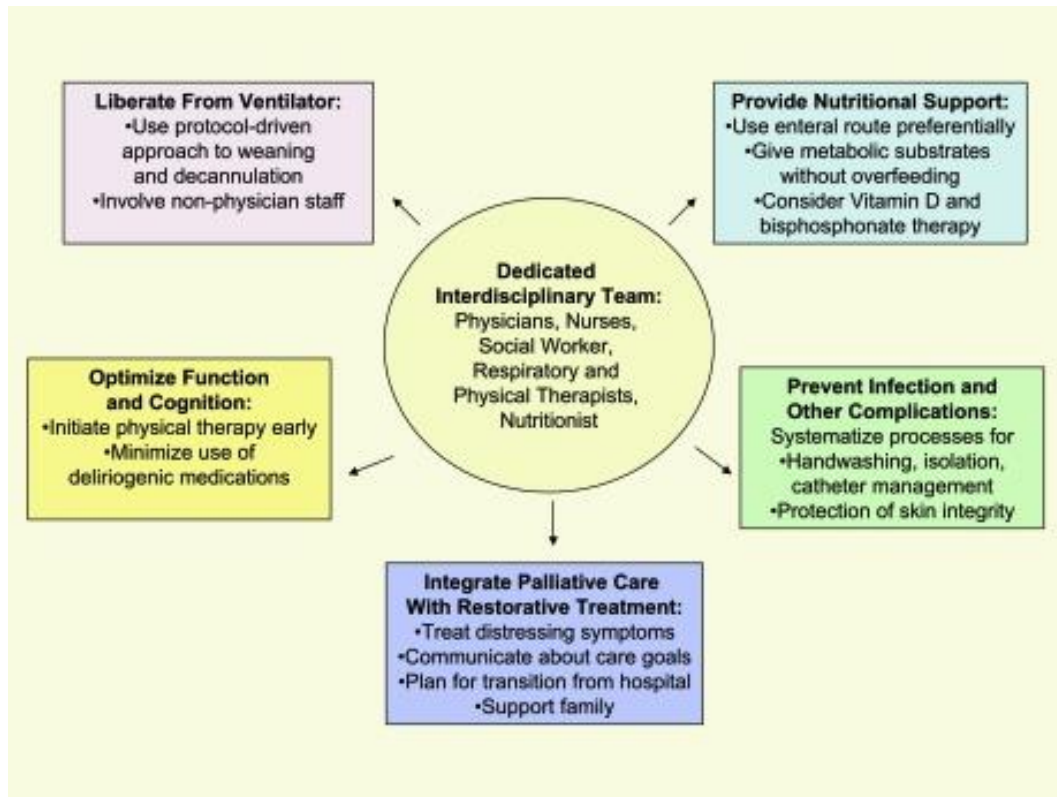 Liberate From Ventilator:
•Use protocol-driven
approach to weaning
and decannulation
•Involve non-physician staff
Provide Nutritional Support:
•Use enteral route preferentially
•Give metabolic substrates
without overfeeding
•Consider Vitamin D and
bisphosphonate therapy
Dedicated
Interdisciplinary Team:
Physicians, Nurses,
Social Worker,
Respiratory and
Physical Therapists,
Nutritionist
Optimize Function
and Cognition:
•Initiate physical therapy early
•Minimize use of
deliriogenic medications
Prevent Infection and
Other Complications:
Systematize processes for
•Handwashing, isolation,
catheter management
•Protection of skin integrity
Integrate Palliative Care
With Restorative Treatment:
•Treat distressing symptoms
•Communicate about care goals
•Plan for transition from hospital
•Support family